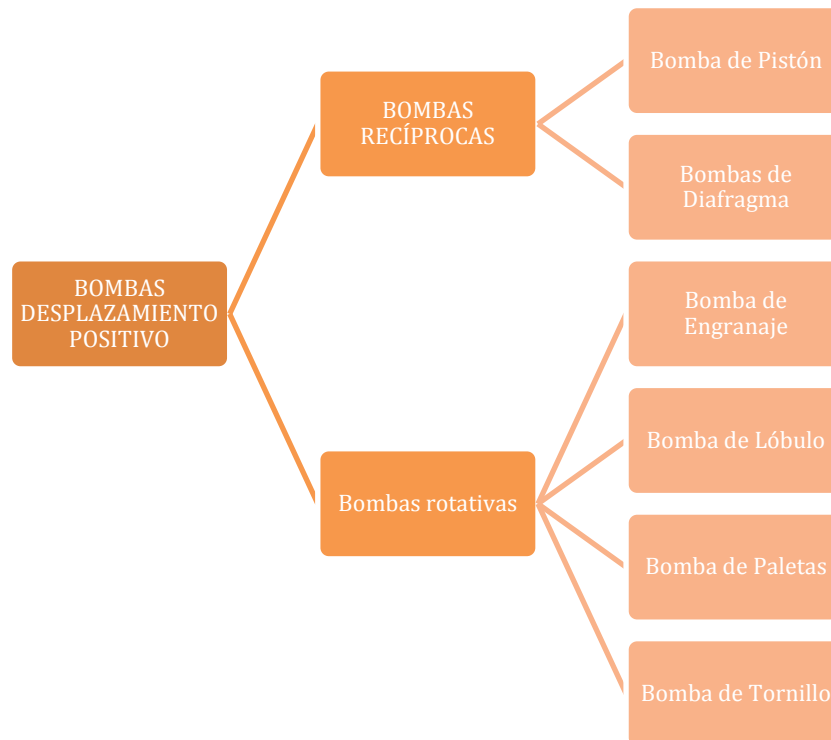 BOMBAS
DESPLAZAMIENTO
POSITIVO
BOMBAS
RECÍPROCAS
Bomba de Pistón
Bombas de
Diafragma
Bombas rotativas
Bomba de
Engranaje
Bomba de Lóbulo
Bomba de Paletas
Bomba de Tornillo